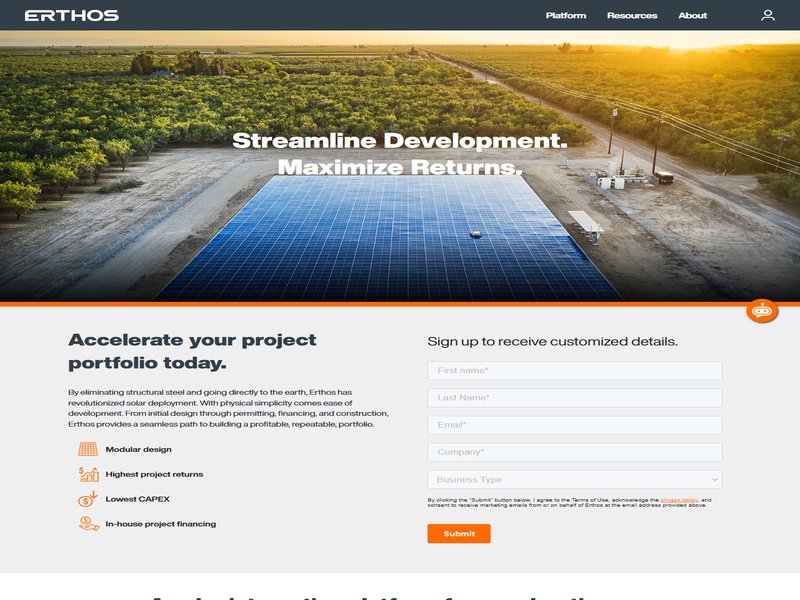 ERTHOS
Platform
Resources
About
Streamline Development.
Maximize Returns.
Accelerate your project
portfolio today.
By eliminating structural steel and going directly to the earth, Erthos has
revolutionized solar deployment. With physical simplicity comes ease of
development. From initial design through permitting, financing, and construction,
Erthos provides a seamless path to building a profitable, repeatable, portfolio.
Modular design
Highest project returns
Lowest CAPEX
In-house project financing
Sign up to receive customized details.
First name*
Last Name*
Email*
Company*
Business Type
By clicking the "Submit" button below, I agree to the Terms of Use, acknowledge the privacy policy, and
consent to receive marketing emails from or on behalf of Erthos at the email address provided above.
Submit